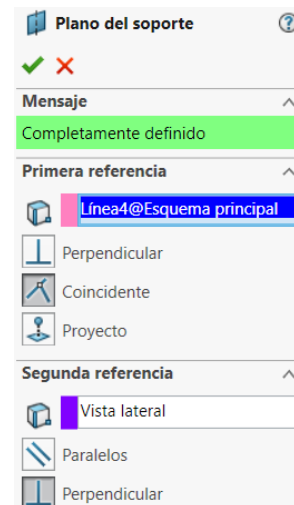 Plano del soporte
Mensaje
Completamente definido
Primera referencia
Línea4@Esquema principal
Perpendicular
Coincidente
Proyecto
Segunda referencia
Vista lateral
Paralelos
Perpendicular